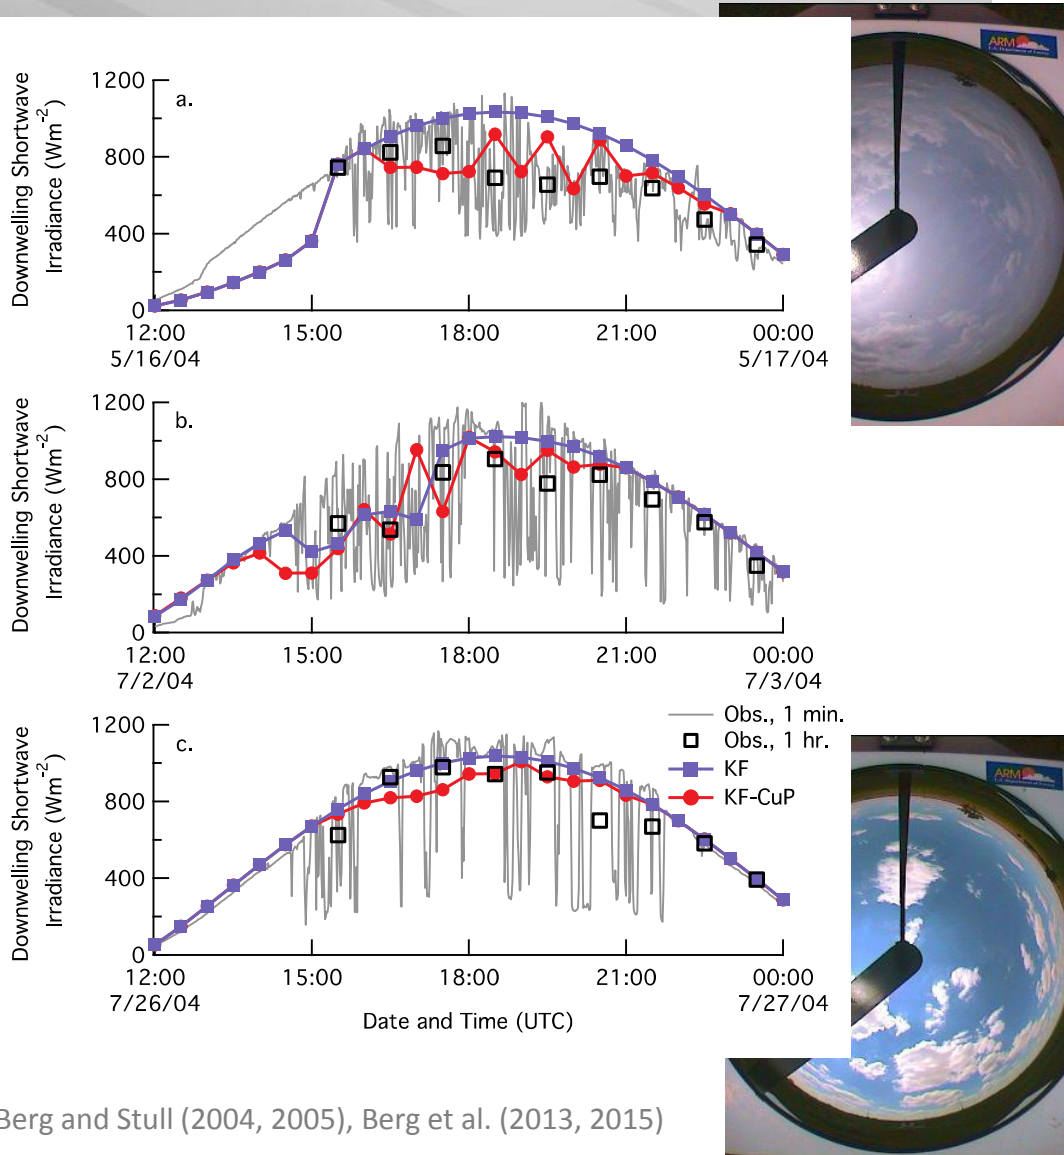 ARM
U.S. Department of Energy
Downwelling Shortwave
Irradiance (Wm-2)
1200
800
400
0
a.
12:00
15:00
18:00
21:00
00:00
5/16/04
5/17/04
Downwelling Shortwave
Irradiance (Wm-2)
1200
800
400
0
b.
12:00
15:00
18:00
21:00
00:00
7/2/04
7/3/04
Downwelling Shortwave
Irradiance (Wm-2)
1200
800
400
0
c.
Obs., 1 min.
Obs., 1 hr.
KF
KF-CuP
ARM
12:00
15:00
18:00
21:00
00:00
7/26/04
7/27/04
Date and Time (UTC)
Berg and Stull (2004, 2005), Berg et al. (2013, 2015)